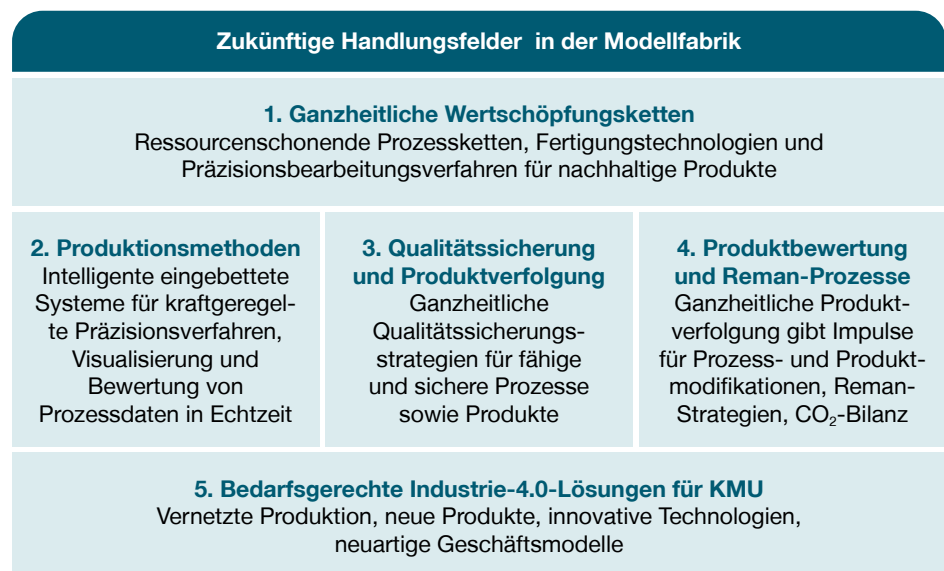 Zukünftige Handlungsfelder in der Modellfabrik
1. Ganzheitliche Wertschöpfungsketten
Ressourcenschonende Prozessketten, Fertigungstechnologien und
Präzisionsbearbeitungsverfahren für nachhaltige Produkte
2. Produktionsmethoden
Intelligente eingebettete
Systeme für kraftgeregel-
te Präzisionsverfahren,
Visualisierung und
Bewertung von
Prozessdaten in Echtzeit
3. Qualitätssicherung
und Produktverfolgung
Ganzheitliche
Qualitätssicherungs-
strategien für fähige
und sichere Prozesse
sowie Produkte
4. Produktbewertung
und Reman-Prozesse
Ganzheitliche Produkt-
verfolgung gibt Impulse
für Prozess- und Produkt-
modifikationen, Reman-
Strategien, CO₂-Bilanz
5. Bedarfsgerechte Industrie-4.0-Lösungen für KMU
Vernetzte Produktion, neue Produkte, innovative Technologien,
neuartige Geschäftsmodelle